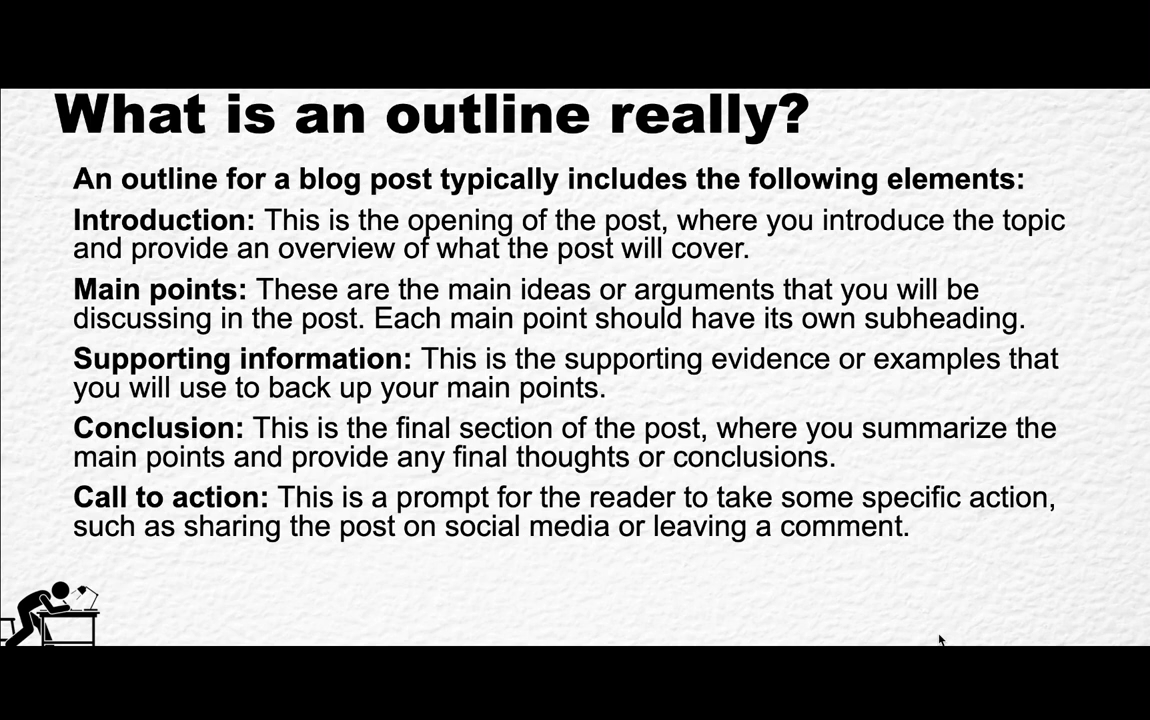 What is an outline really?
An outline for a blog post typically includes the following elements:
Introduction: This is the opening of the post, where you introduce the topic
and provide an overview of what the post will cover.
Main points: These are the main ideas or arguments that you will be
discussing in the post. Each main point should have its own subheading.
Supporting information: This is the supporting evidence or examples that
you will use to back up your main points.
Conclusion: This is the final section of the post, where you summarize the
main points and provide any final thoughts or conclusions.
Call to action: This is a prompt for the reader to take some specific action,
such as sharing the post on social media or leaving a comment.